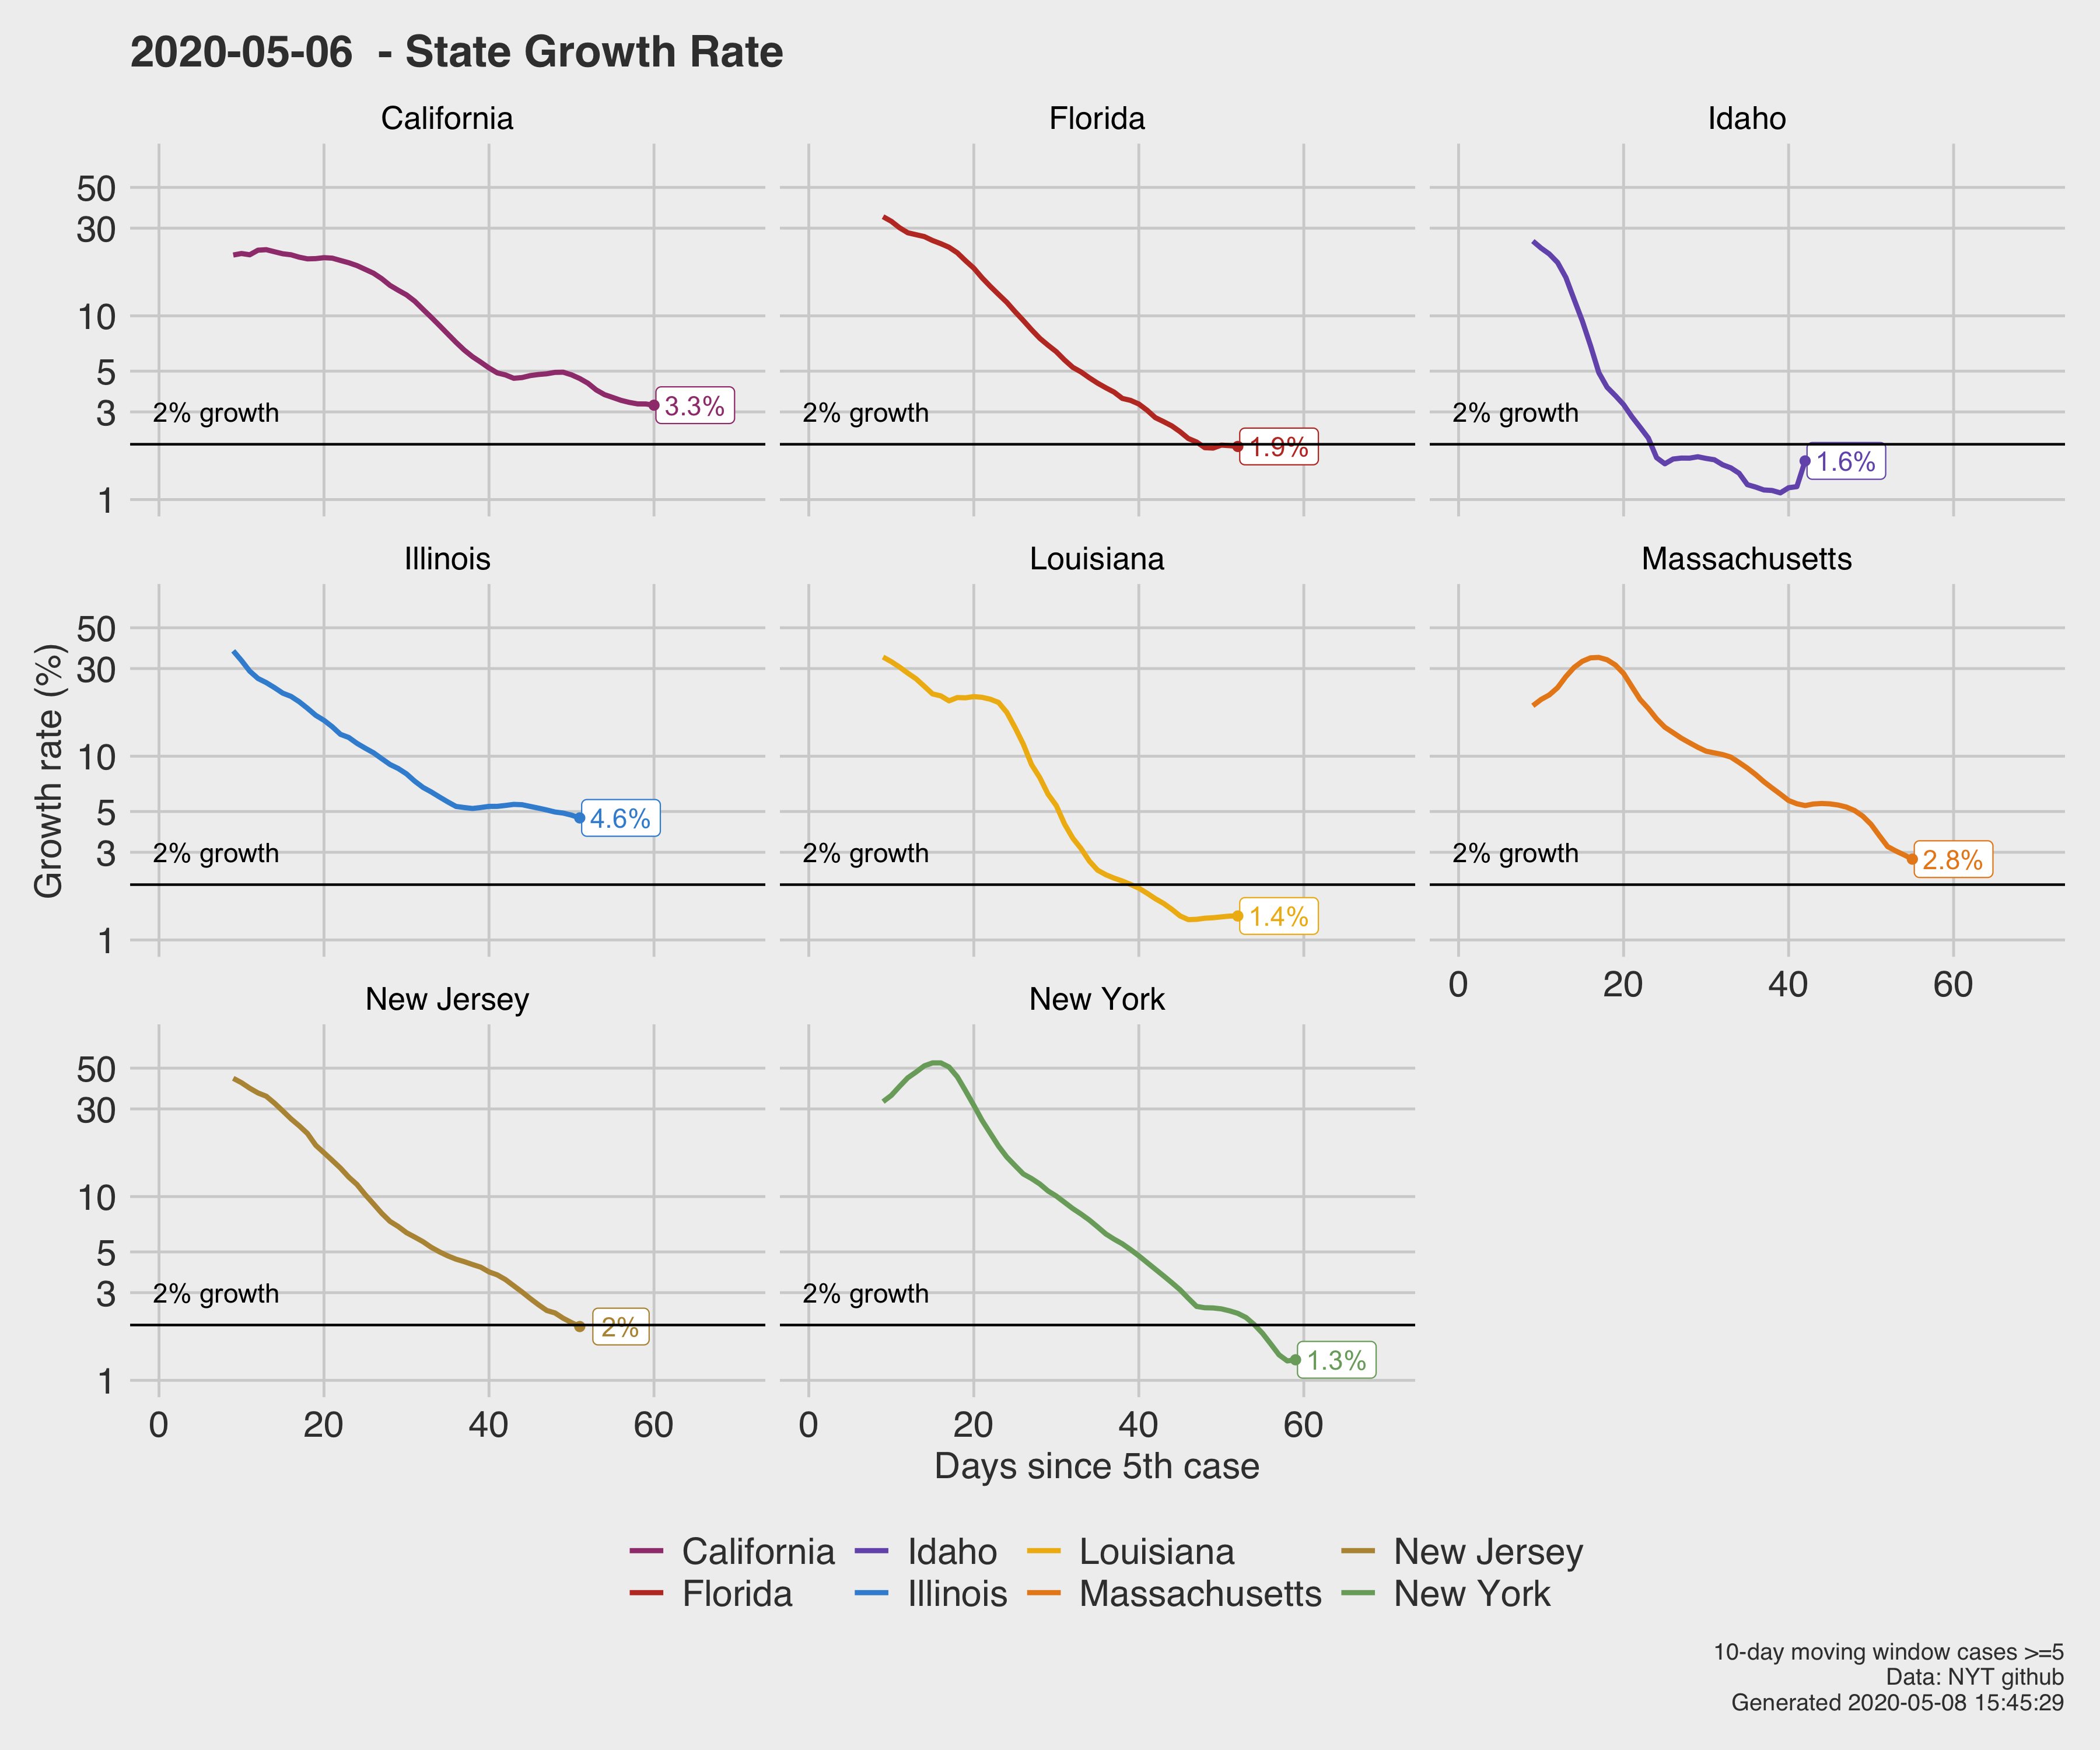 2020-05-06  - State Growth Rate
California
Florida
Idaho
50
30
10
5
3
1
2% growth
3.3%
2% growth
1.9%
2% growth
1.6%
Illinois
Louisiana
Massachusetts
Growth rate (%)
50
30
10
5
3
1
2% growth
4.6%
2% growth
1.4%
2% growth
2.8%
0 20 40 60
New Jersey
New York
50
30
10
5
3
1
2% growth
2%
2% growth
1.3%
0 20 40 60
0 20 40 60
Days since 5th case
California Idaho Louisiana New Jersey
Florida Illinois Massachusetts New York
10-day moving window cases >=5
Data: NYT github
Generated 2020-05-08 15:45:29